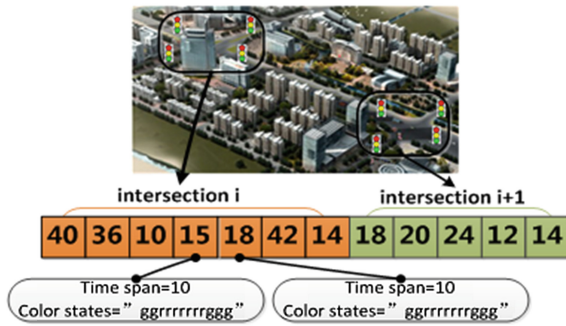 intersection i
intersection i+1
40 36 10 15 18 42 14 18 20 24 12 14
Time span=10
Color states=” ggrrrrrrrggg”
Time span=10
Color states=” ggrrrrrrrggg”